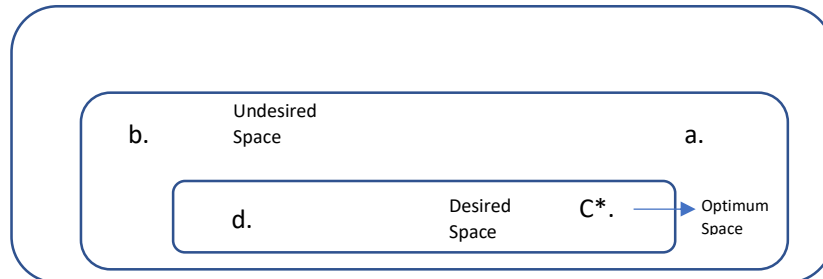 Undesired
Space
b.
a.
d.
Desired
Space
C*.
Optimum
Space